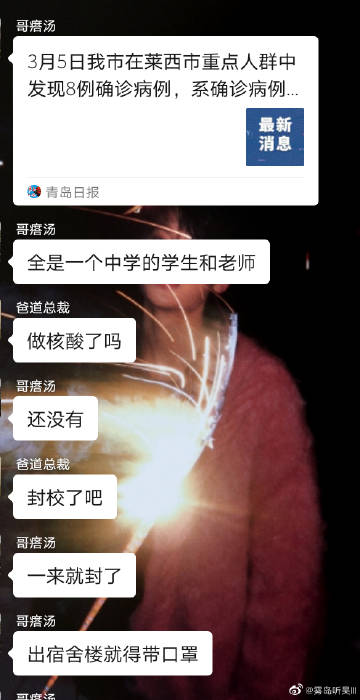 哥瘩汤
3月5日我市在莱西市重点人群中
发现8例确诊病例，系确诊病例...
最新
消息
青岛日报
哥瘩汤
全是一个中学的学生和老师
爸道总裁
做核酸了吗
哥瘩汤
还没有
爸道总裁
封校了吧
哥瘩汤
一来就封了
哥瘩汤
出宿舍楼就得带口罩
哥瘩汤